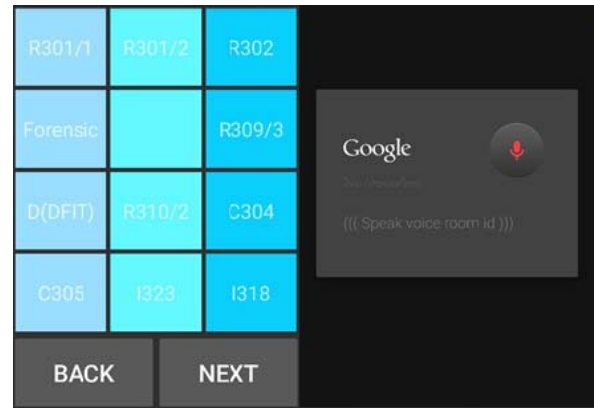 R301/1 R301/2 R302
Forensic R309/3
D(DFIT) R310/2 C304
C305 I323 I318
BACK NEXT
Google
((( Speak voice room id )))